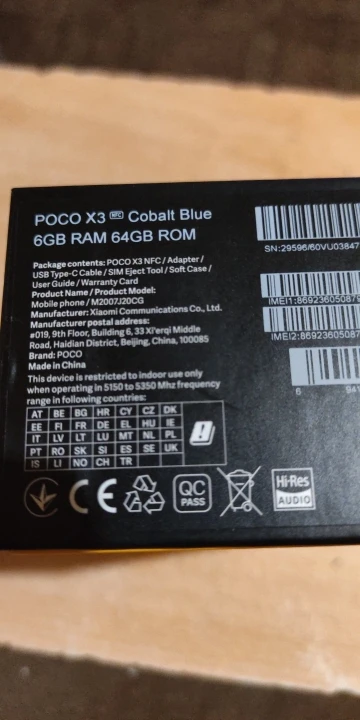 POCO X3 NFC Cobalt Blue
6GB RAM 64GB ROM
Package contents: POCO X3 NFC / Adapter /
USB Type-C Cable / SIM Eject Tool / Soft Case /
User Guide / Warranty Card
Product Name / Product Model:
Mobile phone / M2007J20CG
Manufacturer: Xiaomi Communications Co., Ltd.
Manufacturer postal address:
#019, 9th Floor, Building 6, 33 Xi'erqi Middle
Road, Haidian District, Beijing, China, 100085
Brand: POCO
Made in China
This device is restricted to indoor use only
when operating in 5150 to 5350 Mhz frequency
range in following countries:
AT BE BG HR CY CZ DK
EE FI FR DE EL HU IE
IT LV LT LU MT NL PL
PT RO SK SI ES SE UK
IS LI NO CH TR
CE
QC
PASS
Hi-Res
AUDIO
SN:29596/60VU03847
IMEI1:8692360508
IMEI2:8692360508
6 94